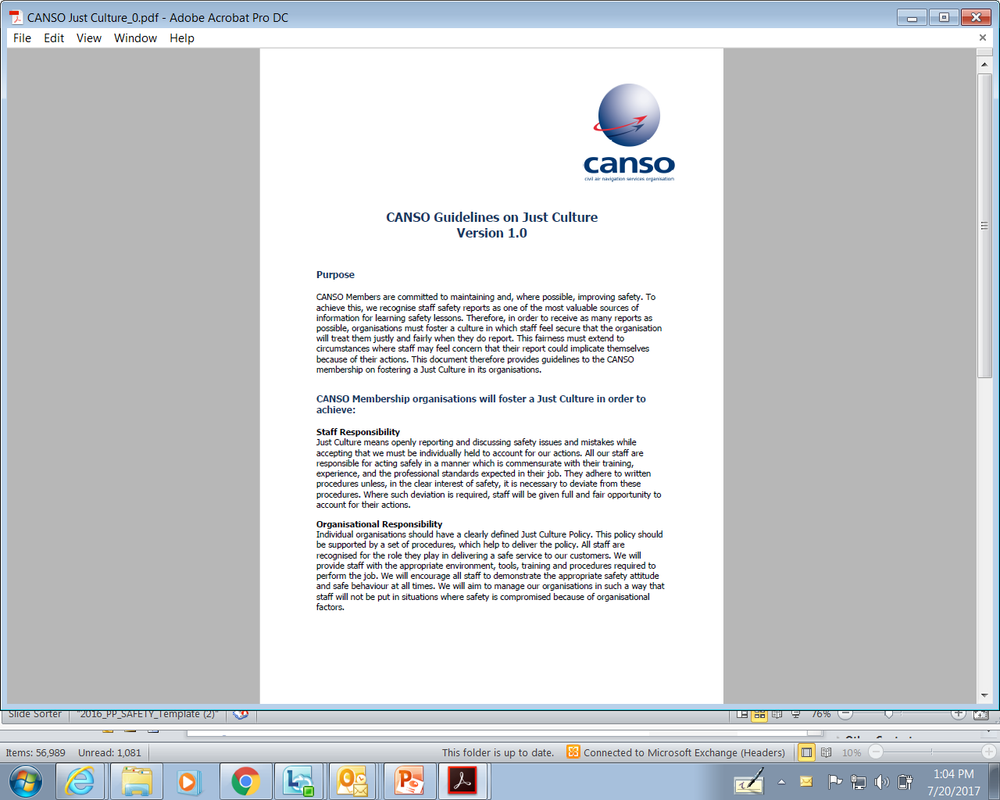 CANSO Just Culture_0.pdf - Adobe Acrobat Pro DC
File Edit View Window Help
canso
civil air navigation services organisation
CANSO Guidelines on Just Culture
Version 1.0
Purpose
CANSO Members are committed to maintaining and, where possible, improving safety. To
achieve this, we recognise staff safety reports as one of the most valuable sources of
information for learning safety lessons. Therefore, in order to receive as many reports as
possible, organisations must foster a culture in which staff feel secure that the organisation
will treat them justly and fairly when they do report. This fairness must extend to
circumstances where staff may feel concern that their report could implicate themselves
because of their actions. This document therefore provides guidelines to the CANSO
membership on fostering a Just Culture in its organisations.
CANSO Membership organisations will foster a Just Culture in order to
achieve:
Staff Responsibility
Just Culture means openly reporting and discussing safety issues and mistakes while
accepting that we must be individually held to account for our actions. All our staff are
responsible for acting safely in a manner which is commensurate with their training,
experience, and the professional standards expected in their job. They adhere to written
procedures unless, in the clear interest of safety, it is necessary to deviate from these
procedures. Where such deviation is required, staff will be given full and fair opportunity to
account for their actions.
Organisational Responsibility
Individual organisations should have a clearly defined Just Culture Policy. This policy should
be supported by a set of procedures, which help to deliver the policy. All staff are
recognised for the role they play in delivering a safe service to our customers. We will
provide staff with the appropriate environment, tools, training and procedures required to
perform the job. We will encourage all staff to demonstrate the appropriate safety attitude
and safe behaviour at all times. We will aim to manage our organisations in such a way that
staff will not be put in situations where safety is compromised because of organisational
factors.
Slide Sorter "2016_PP_SAFETY_Template (2)" 76%
Items: 56,989 Unread: 1,081 This folder is up to date. Connected to Microsoft Exchange (Headers) 10%
1:04 PM
7/20/2017